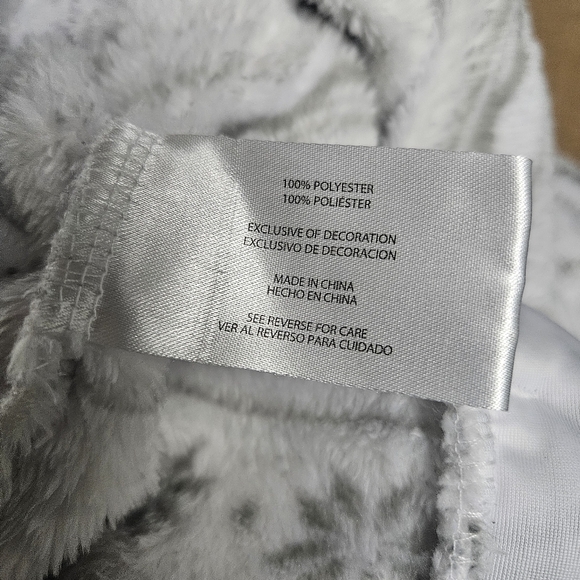 100% POLYESTER
100% POLIÉSTER
EXCLUSIVE OF DECORATION
EXCLUSIVO DE DECORACION
MADE IN CHINA
HECHO EN CHINA
SEE REVERSE FOR CARE
VER AL REVERSO PARA CUIDADO